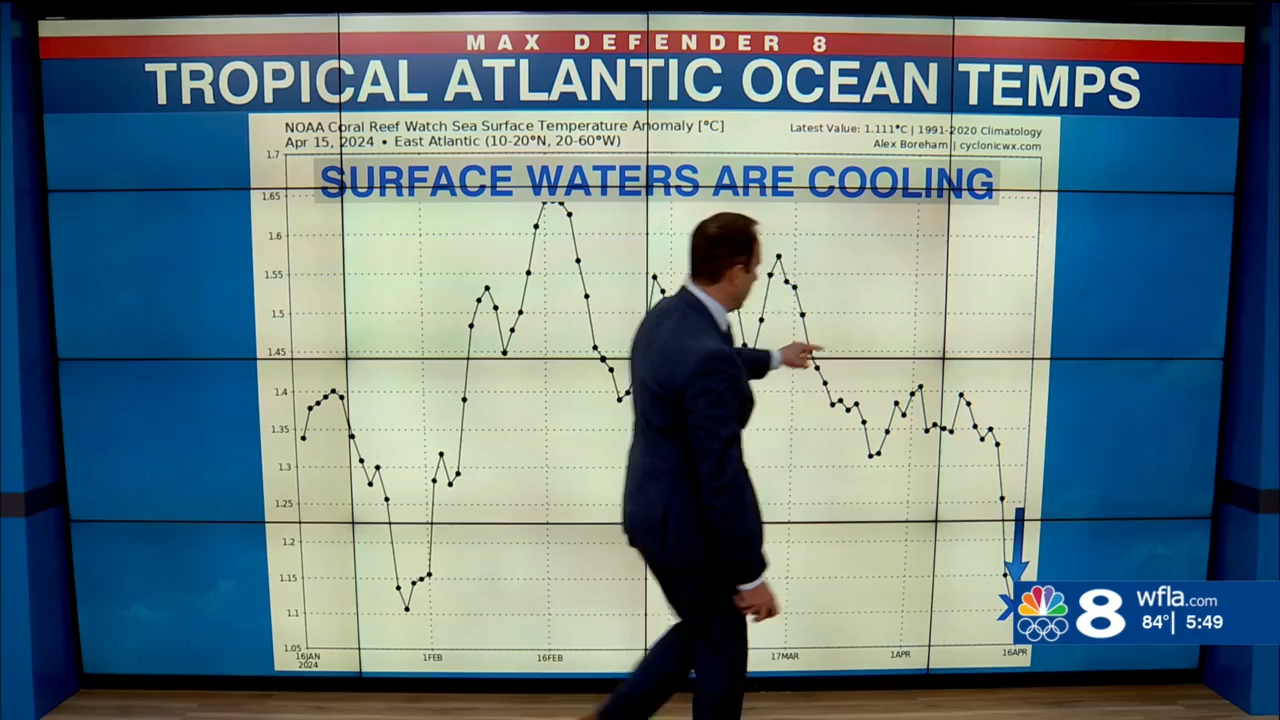 MAX DEFENDER 8
TROPICAL ATLANTIC OCEAN TEMPS
NOAA Coral Reef Watch Sea Surface Temperature Anomaly [°C]
Apr 15, 2024 • East Atlantic (10-20°N, 20-60°W)
Latest Value: 1.111°C | 1991-2020 Climatology
Alex Boreham | cyclonicwx.com
SURFACE WATERS ARE COOLING
1.7
1.65
1.6
1.55
1.5
1.45
1.4
1.35
1.3
1.25
1.2
1.15
1.1
1.05
16JAN
2024
1FEB
16FEB
17MAR
1APR
16APR
8
wfla.com
84° | 5:49